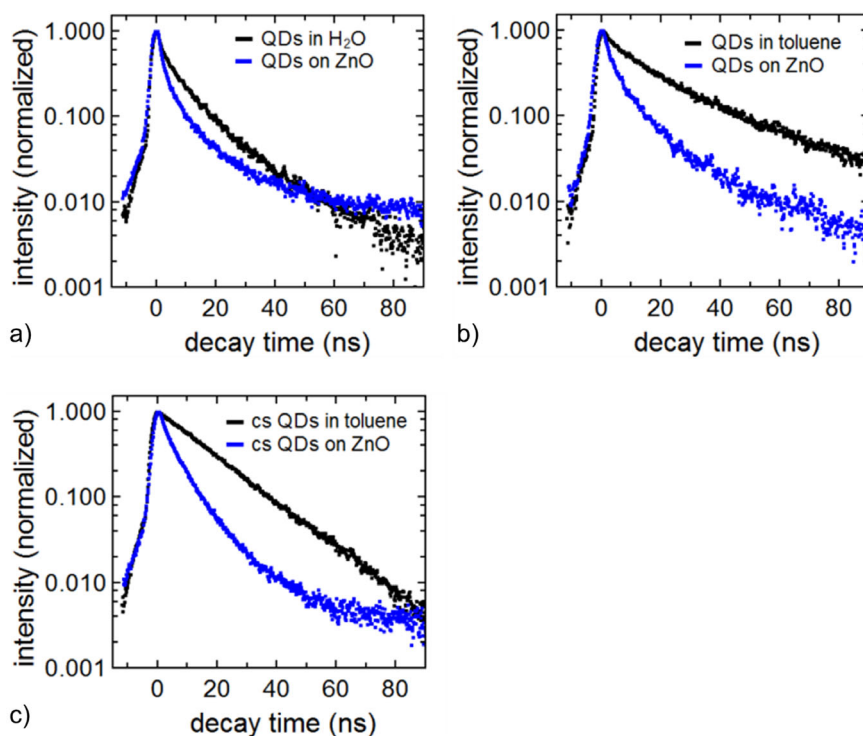 1.000
0.100
0.010
0.001
intensity (normalized)
QDs in H₂O
QDs on ZnO
0 20 40 60 80
decay time (ns)
a)
1.000
0.100
0.010
0.001
intensity (normalized)
QDs in toluene
QDs on ZnO
0 20 40 60 80
decay time (ns)
b)
1.000
0.100
0.010
0.001
intensity (normalized)
cs QDs in toluene
cs QDs on ZnO
0 20 40 60 80
decay time (ns)
c)